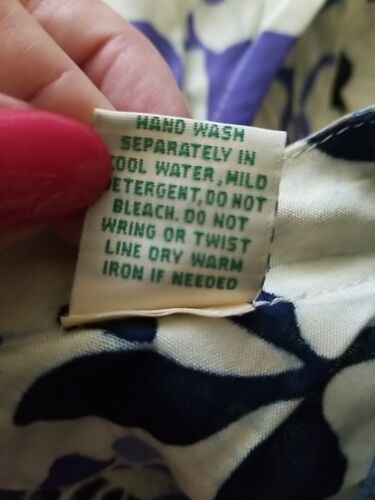 HAND WASH
SEPARATELY IN
COOL WATER, MILD
DETERGENT, DO NOT
BLEACH. DO NOT
WRING OR TWIST
LINE DRY WARM
IRON IF NEEDED